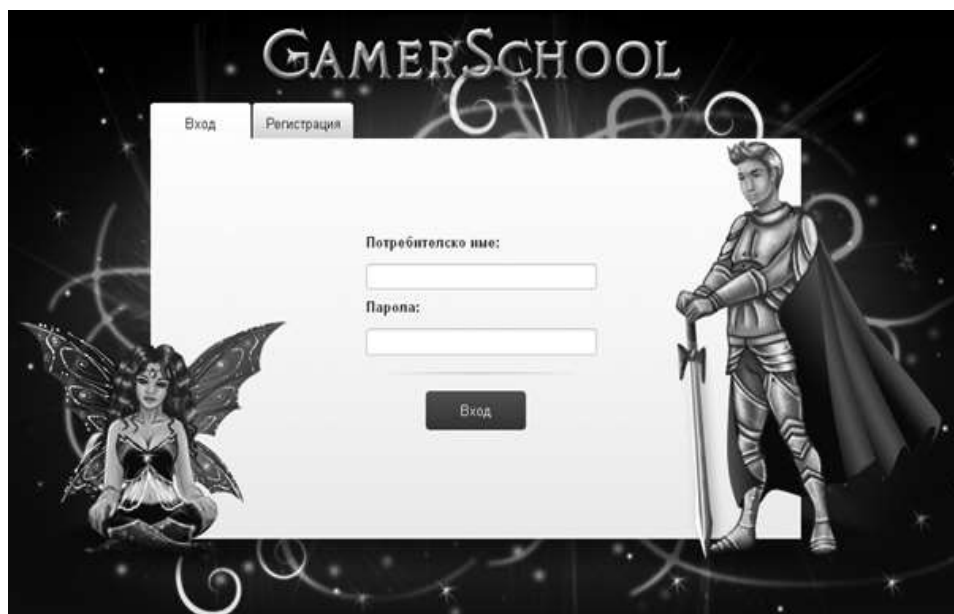 GAMERSCHOOL
Вход
Регистрация
Потребителско име:
Парола:
Вход